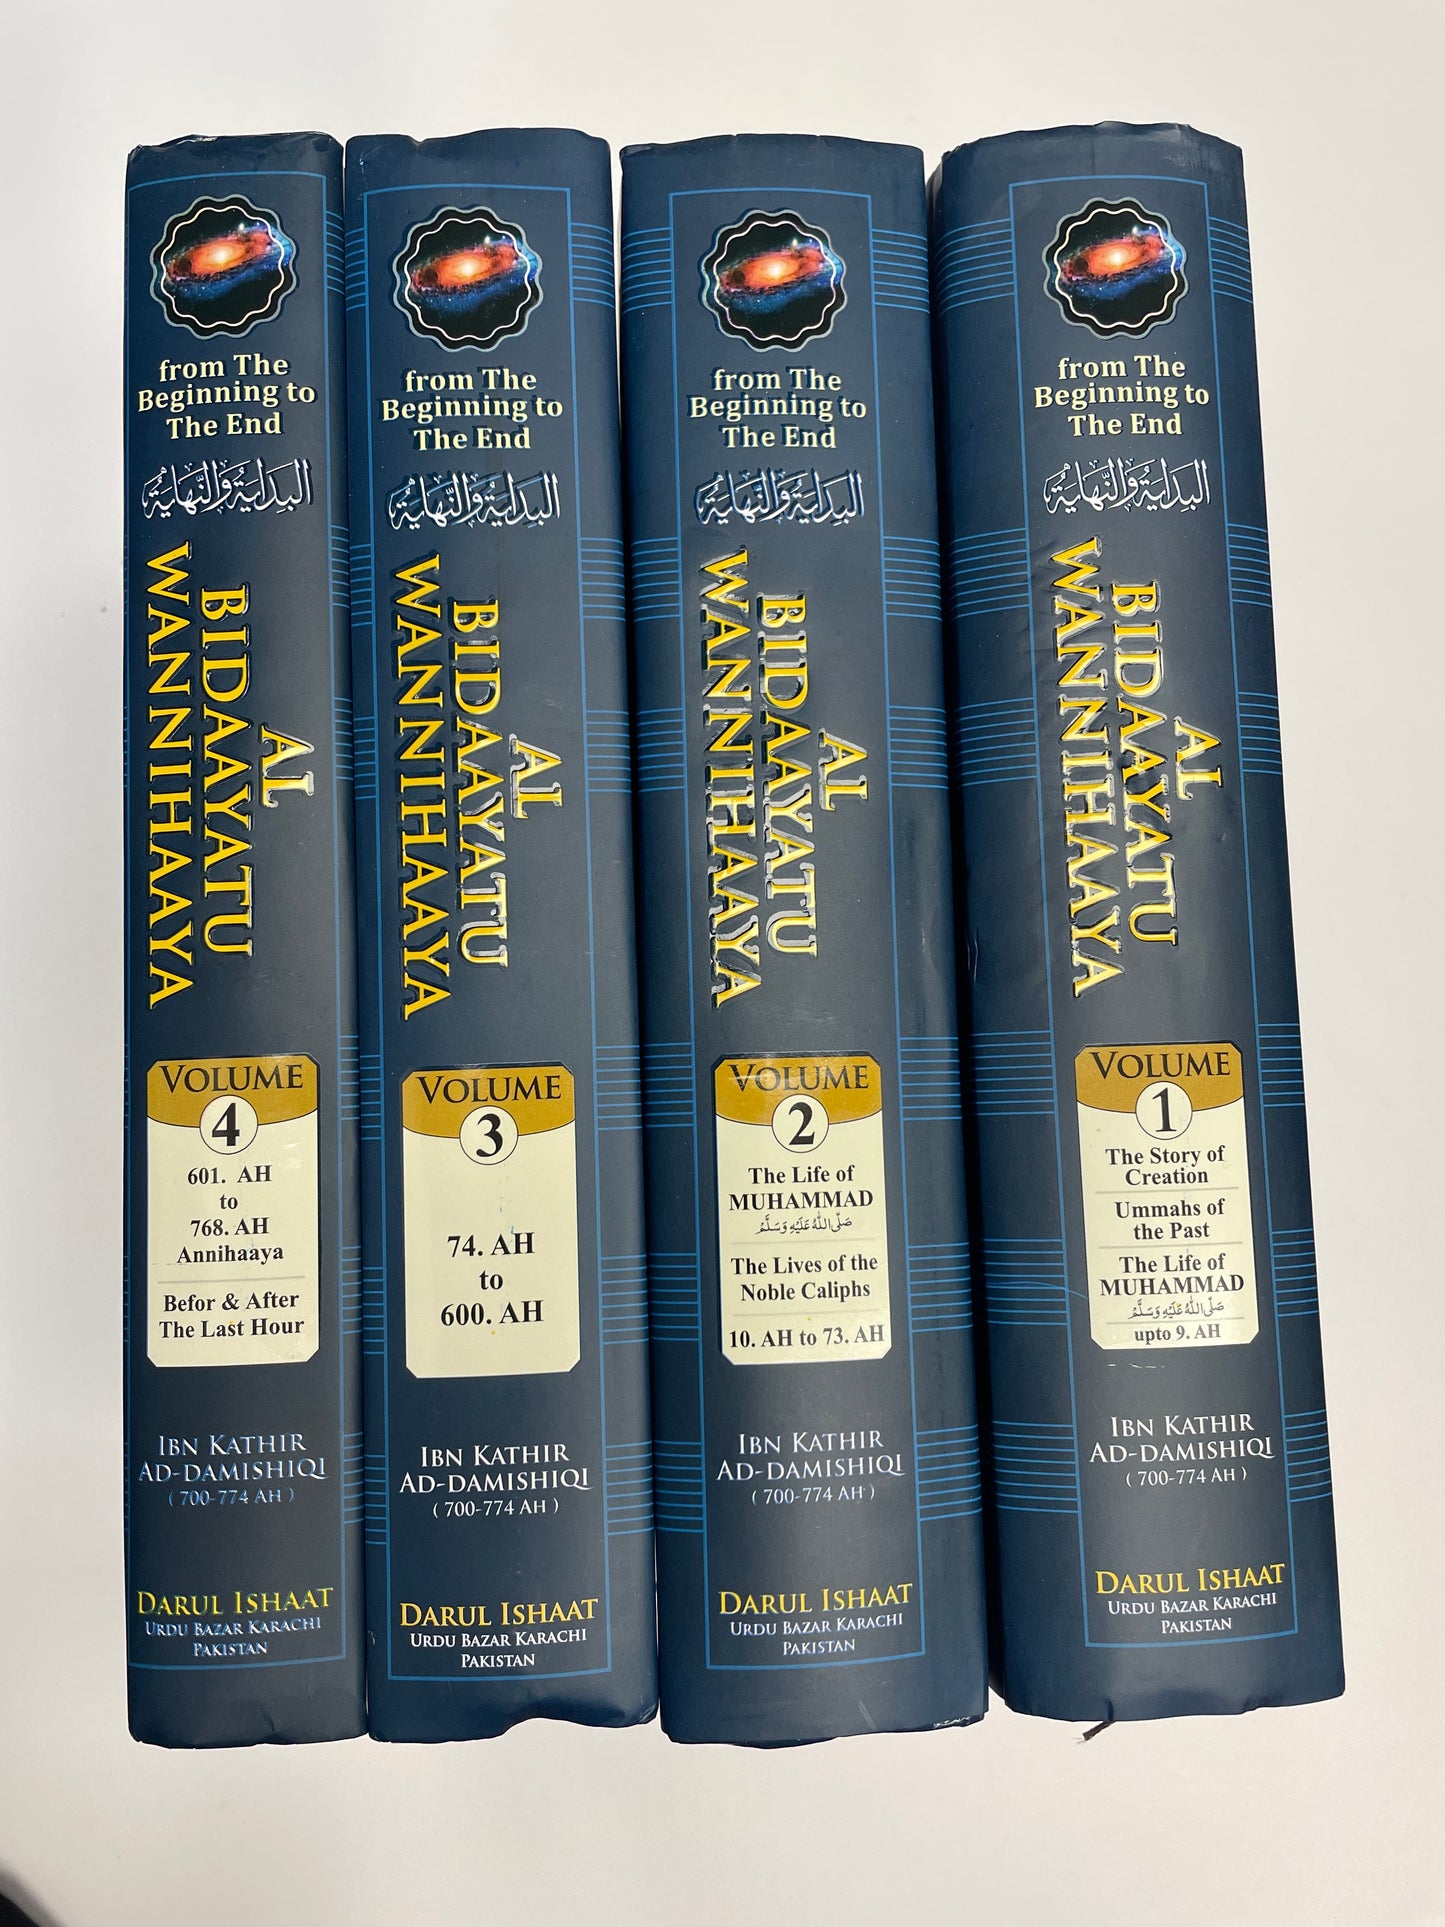 from The
Beginning to
The End
البداية والنهاية
AL
BIDAAYATU
WANNIHAAYA
VOLUME
4
601. AH
to
768. AH
Annihaaya
Befor & After
The Last Hour
IBN KATHIR
AD-DAMISHIQI
( 700-774 AH )
DARUL ISHAAT
URDU BAZAR KARACHI
PAKISTAN
from The
Beginning to
The End
البداية والنهاية
AL
BIDAAYATU
WANNIHAAYA
VOLUME
3
74. AH
to
600. AH
IBN KATHIR
AD-DAMISHIQI
( 700-774 AH )
DARUL ISHAAT
URDU BAZAR KARACHI
PAKISTAN
from The
Beginning to
The End
البداية والنهاية
AL
BIDAAYATU
WANNIHAAYA
VOLUME
2
The Life of
MUHAMMAD
صَلَّى اللهُ عَلَيْهِ وَسَلَّمْ
The Lives of the
Noble Caliphs
10. AH to 73. AH
IBN KATHIR
AD-DAMISHIQI
( 700-774 AH )
DARUL ISHAAT
URDU BAZAR KARACHI
PAKISTAN
from The
Beginning to
The End
البداية والنهاية
AL
BIDAAYATU
WANNIHAAYA
VOLUME
1
The Story of
Creation
Ummahs of
the Past
The Life of
MUHAMMAD
صَلَّى اللهُ عَلَيْهِ وَسَلَّمْ
upto 9. AH
IBN KATHIR
AD-DAMISHIQI
( 700-774 AH )
DARUL ISHAAT
URDU BAZAR KARACHI
PAKISTAN